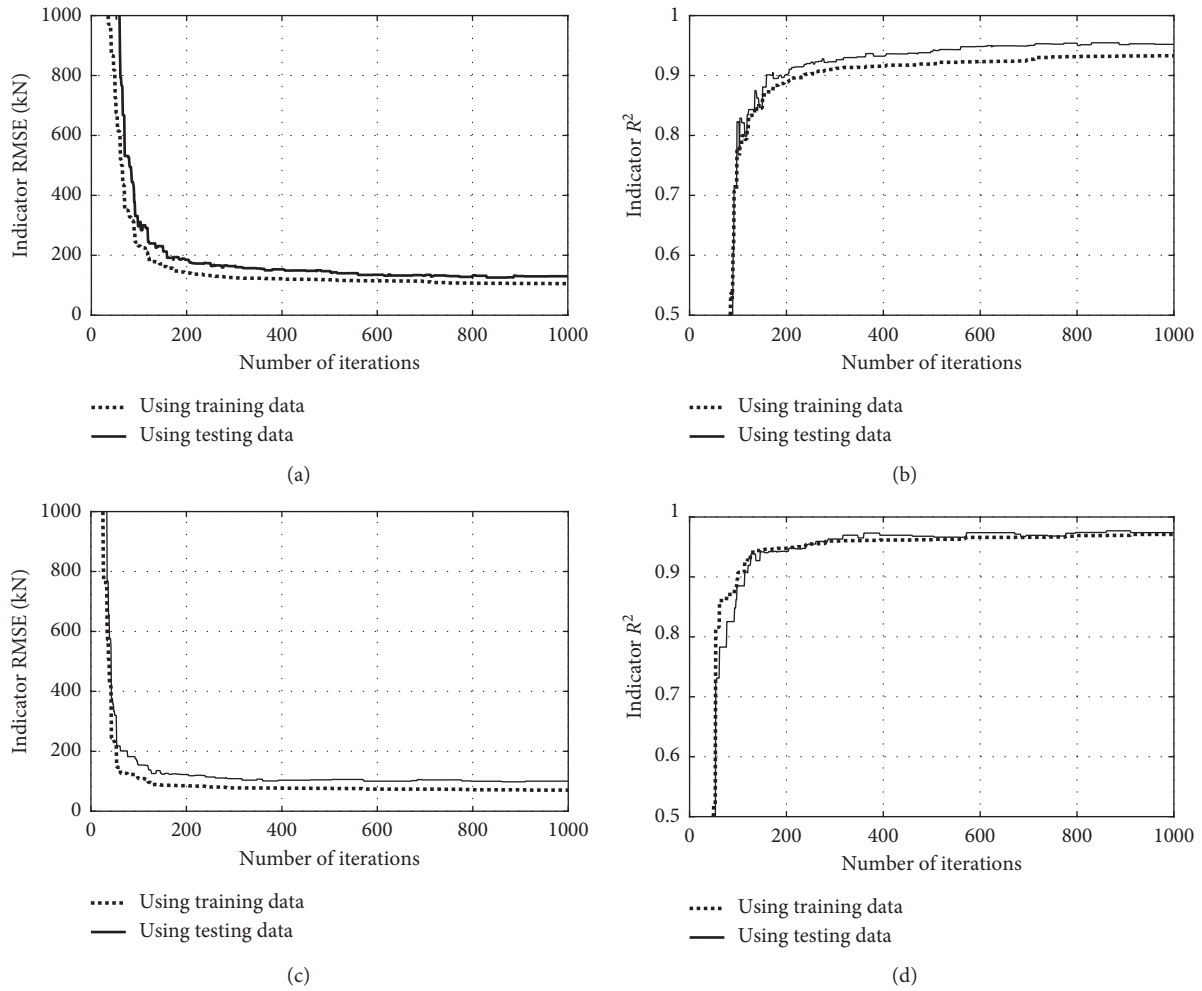 1000
800
600
400
200
0
Indicator RMSE (kN)
0 200 400 600 800 1000
Number of iterations
Using training data
Using testing data
(a)
1
0.9
0.8
0.7
0.6
0.5
Indicator R²
0 200 400 600 800 1000
Number of iterations
Using training data
Using testing data
(b)
1000
800
600
400
200
0
Indicator RMSE (kN)
0 200 400 600 800 1000
Number of iterations
Using training data
Using testing data
(c)
1
0.9
0.8
0.7
0.6
0.5
Indicator R²
0 200 400 600 800 1000
Number of iterations
Using training data
Using testing data
(d)